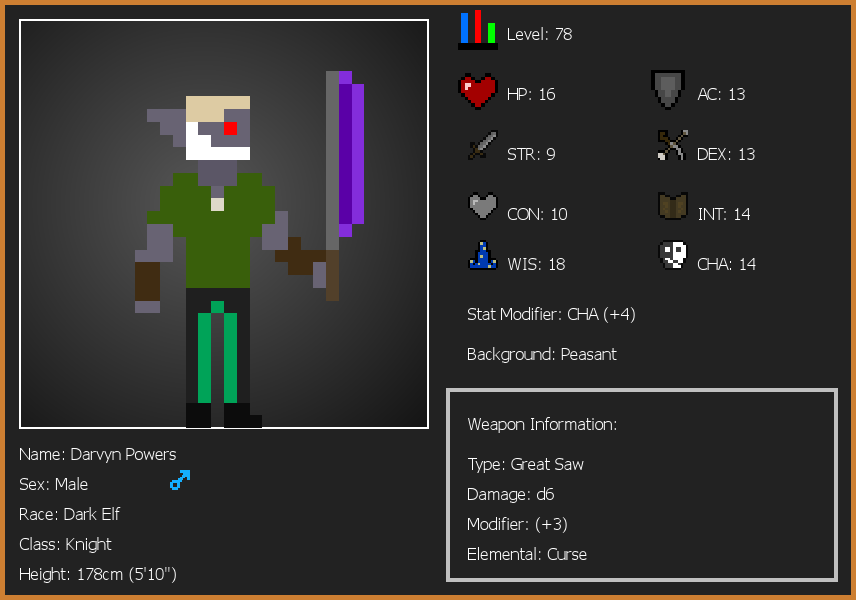 Level: 78
HP: 16
AC: 13
STR: 9
DEX: 13
CON: 10
INT: 14
WIS: 18
CHA: 14
Stat Modifier: CHA (+4)
Background: Peasant
Weapon Information:
Type: Great Saw
Damage: d6
Modifier: (+3)
Elemental: Curse
Name: Darvyn Powers
Sex: Male
Race: Dark Elf
Class: Knight
Height: 178cm (5'10")